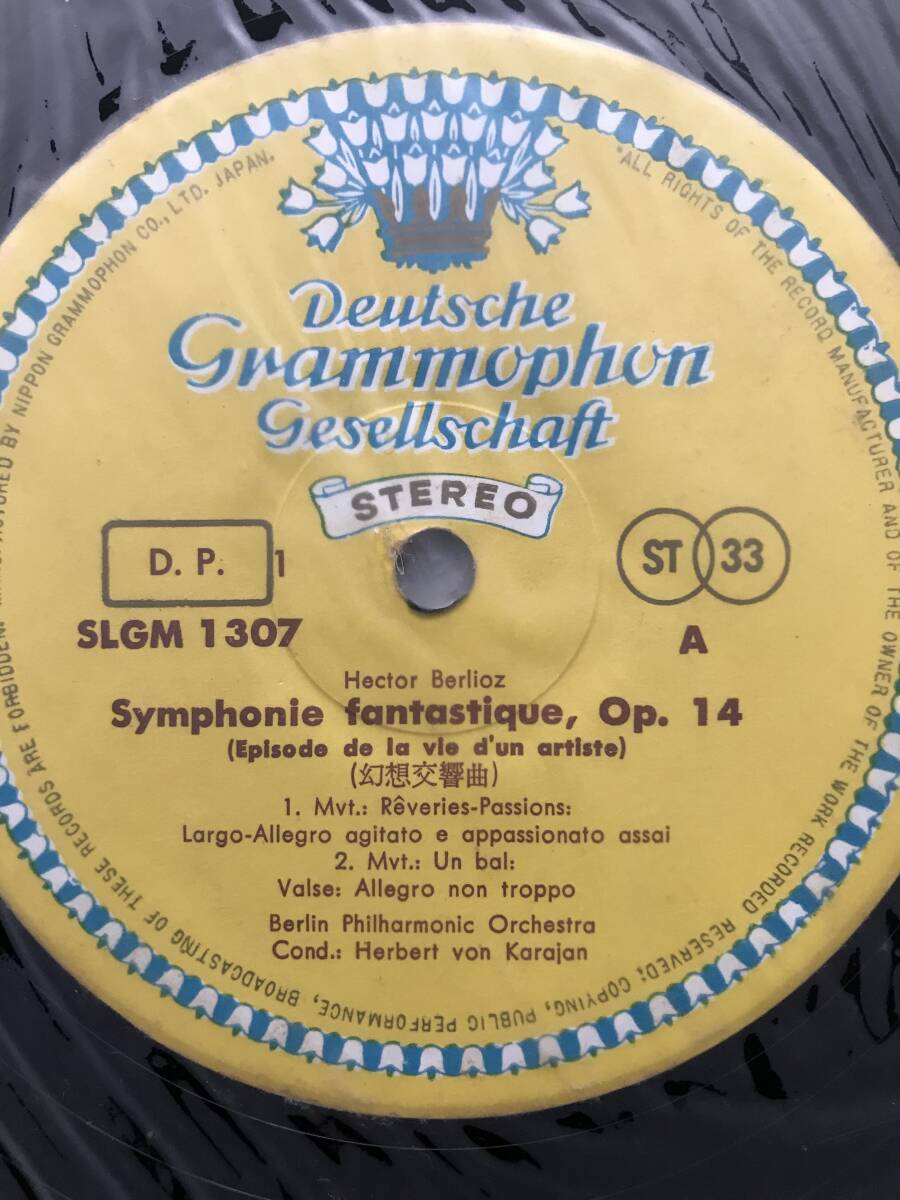 Deutsche
Grammophon
Gesellschaft
STEREO
D. P. 1
ST 33
SLGM 1307
A
Hector Berlioz
Symphonie fantastique, Op. 14
(Episode de la vie d'un artiste)
(幻想交響曲)
1. Mvt.: Rêveries-Passions:
Largo-Allegro agitato e appassionato assai
2. Mvt.: Un bal:
Valse: Allegro non troppo
Berlin Philharmonic Orchestra
Cond.: Herbert von Karajan
BY NIPPON GRAMMOPHON CO., LTD. JAPAN.
*ALL RIGHTS OF THE RECORD MANUFACTURER AND OF THE OWNER OF THE WORK RECORDED RESERVED; COPYING, PUBLIC PERFORMANCE, BROADCASTING OF THESE RECORDS ARE FORBIDDEN.